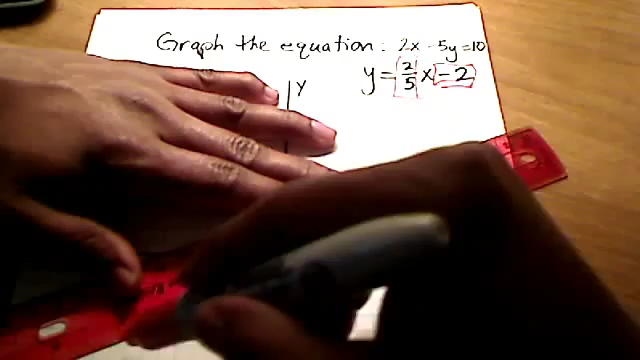 Graph the equation: 2x - 5y = 10
y = 2/5 x - 2
Y